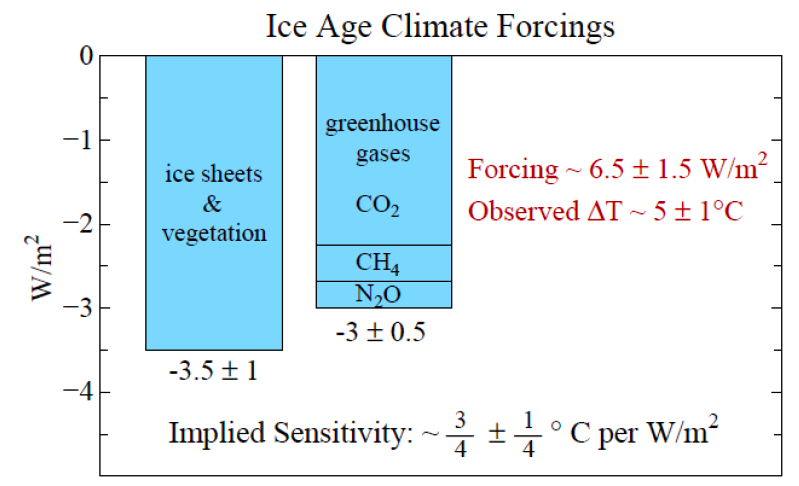 Ice Age Climate Forcings
W/m²
0
−1
−2
−3
−4
ice sheets
&
vegetation
-3.5 ± 1
greenhouse
gases
CO₂
CH₄
N₂O
-3 ± 0.5
Forcing ~ 6.5 ± 1.5 W/m²
Observed ΔT ~ 5 ± 1°C
Implied Sensitivity: ~ 3/4 ± 1/4 ° C per W/m²